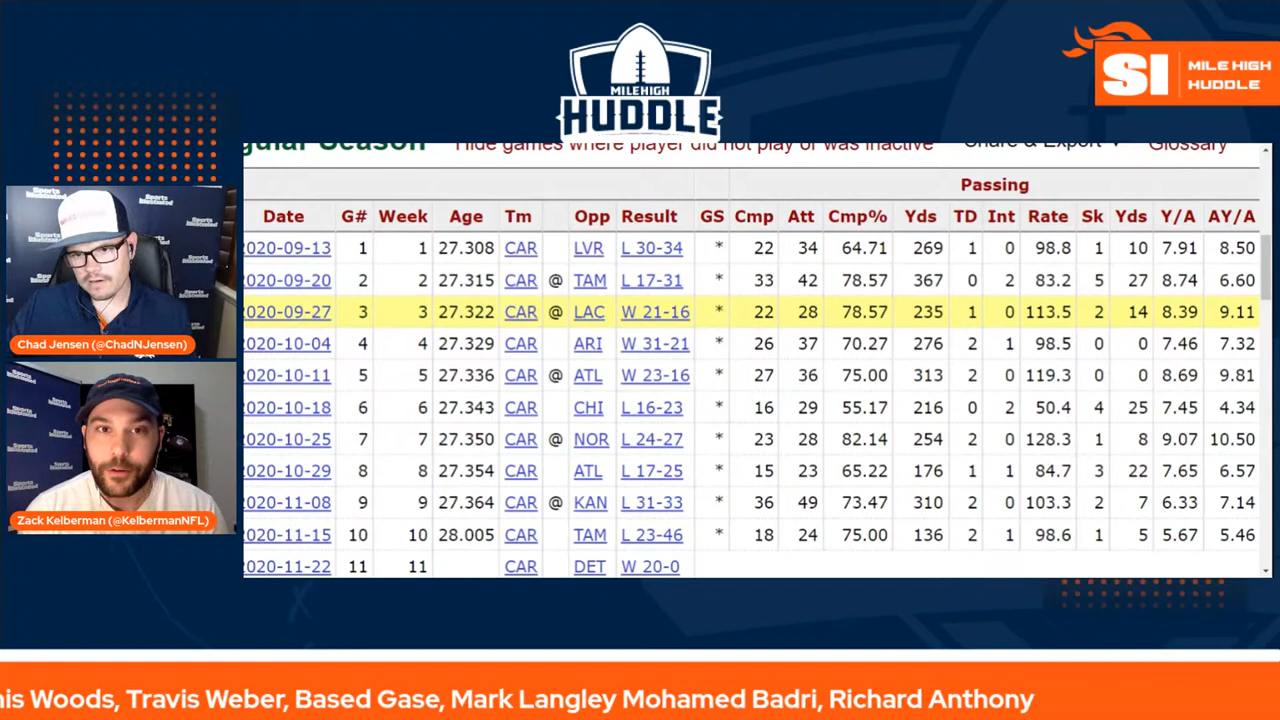 MILE HIGH
HUDDLE
SI
MILE HIGH
HUDDLE
gular Season Hide games where player did not play or was inactive Share & Export Glossary
Passing
Date G# Week Age Tm Opp Result GS Cmp Att Cmp% Yds TD Int Rate Sk Yds Y/A AY/A
2020-09-13 1 1 27.308 CAR LVR L 30-34 * 22 34 64.71 269 1 0 98.8 1 10 7.91 8.50
2020-09-20 2 2 27.315 CAR @ TAM L 17-31 * 33 42 78.57 367 0 2 83.2 5 27 8.74 6.60
2020-09-27 3 3 27.322 CAR @ LAC W 21-16 * 22 28 78.57 235 1 0 113.5 2 14 8.39 9.11
2020-10-04 4 4 27.329 CAR ARI W 31-21 * 26 37 70.27 276 2 1 98.5 0 0 7.46 7.32
2020-10-11 5 5 27.336 CAR @ ATL W 23-16 * 27 36 75.00 313 2 0 119.3 0 0 8.69 9.81
2020-10-18 6 6 27.343 CAR CHI L 16-23 * 16 29 55.17 216 0 2 50.4 4 25 7.45 4.34
2020-10-25 7 7 27.350 CAR @ NOR L 24-27 * 23 28 82.14 254 2 0 128.3 1 8 9.07 10.50
2020-10-29 8 8 27.354 CAR ATL L 17-25 * 15 23 65.22 176 1 1 84.7 3 22 7.65 6.57
2020-11-08 9 9 27.364 CAR @ KAN L 31-33 * 36 49 73.47 310 2 0 103.3 2 7 6.33 7.14
2020-11-15 10 10 28.005 CAR TAM L 23-46 * 18 24 75.00 136 2 1 98.6 1 5 5.67 5.46
2020-11-22 11 11 CAR DET W 20-0
Sports Illustrated
Chad Jensen (@ChadNJensen)
Zack Kelberman (@KelbermanNFL)
nis Woods, Travis Weber, Based Gase, Mark Langley Mohamed Badri, Richard Anthony